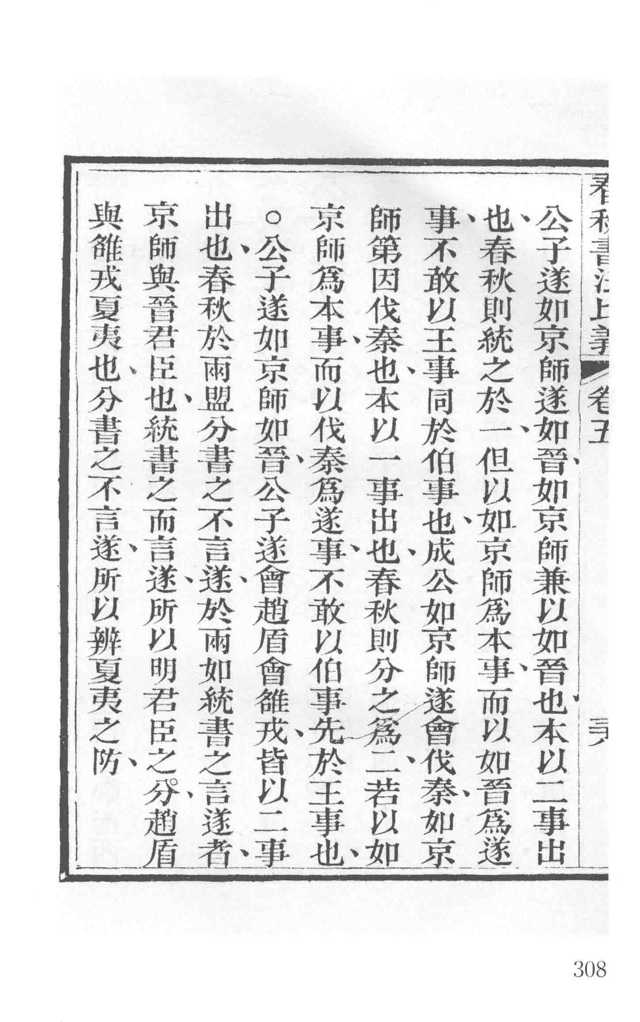 春秋書法比義
卷五
三八
公子遂如京師遂如晉如京師兼以如晉也本以二事出
也春秋則統之於一但以如京師爲本事而以如晉爲遂
事不敢以王事同於伯事也成公如京師遂會伐秦如京
師第因伐秦也本以一事出也春秋則分之爲二若以如
京師爲本事而以伐秦爲遂事不敢以伯事先於王事也
○公子遂如京師如晉公子遂會趙盾會雒戎皆以二事
出也春秋於兩盟分書之不言遂於兩如統書之言遂者
京師與晉君臣也統書之而言遂所以明君臣之分趙盾
與雒戎夏夷也分書之不言遂所以辨夏夷之防
308